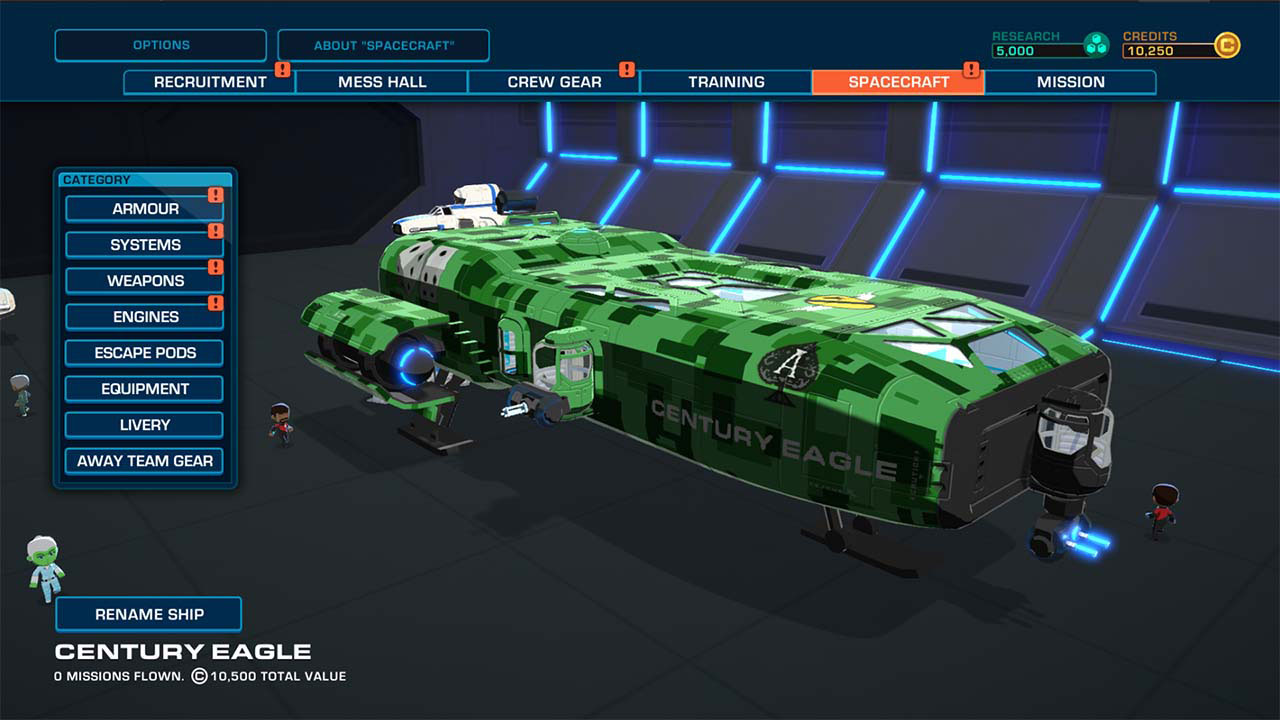 OPTIONS
ABOUT "SPACECRAFT"
RESEARCH
5,000
CREDITS
10,250
RECRUITMENT
MESS HALL
CREW GEAR
TRAINING
SPACECRAFT
MISSION
CATEGORY
ARMOUR
SYSTEMS
WEAPONS
ENGINES
ESCAPE PODS
EQUIPMENT
LIVERY
AWAY TEAM GEAR
A
CENTURY EAGLE
RENAME SHIP
CENTURY EAGLE
0 MISSIONS FLOWN. C 10,500 TOTAL VALUE